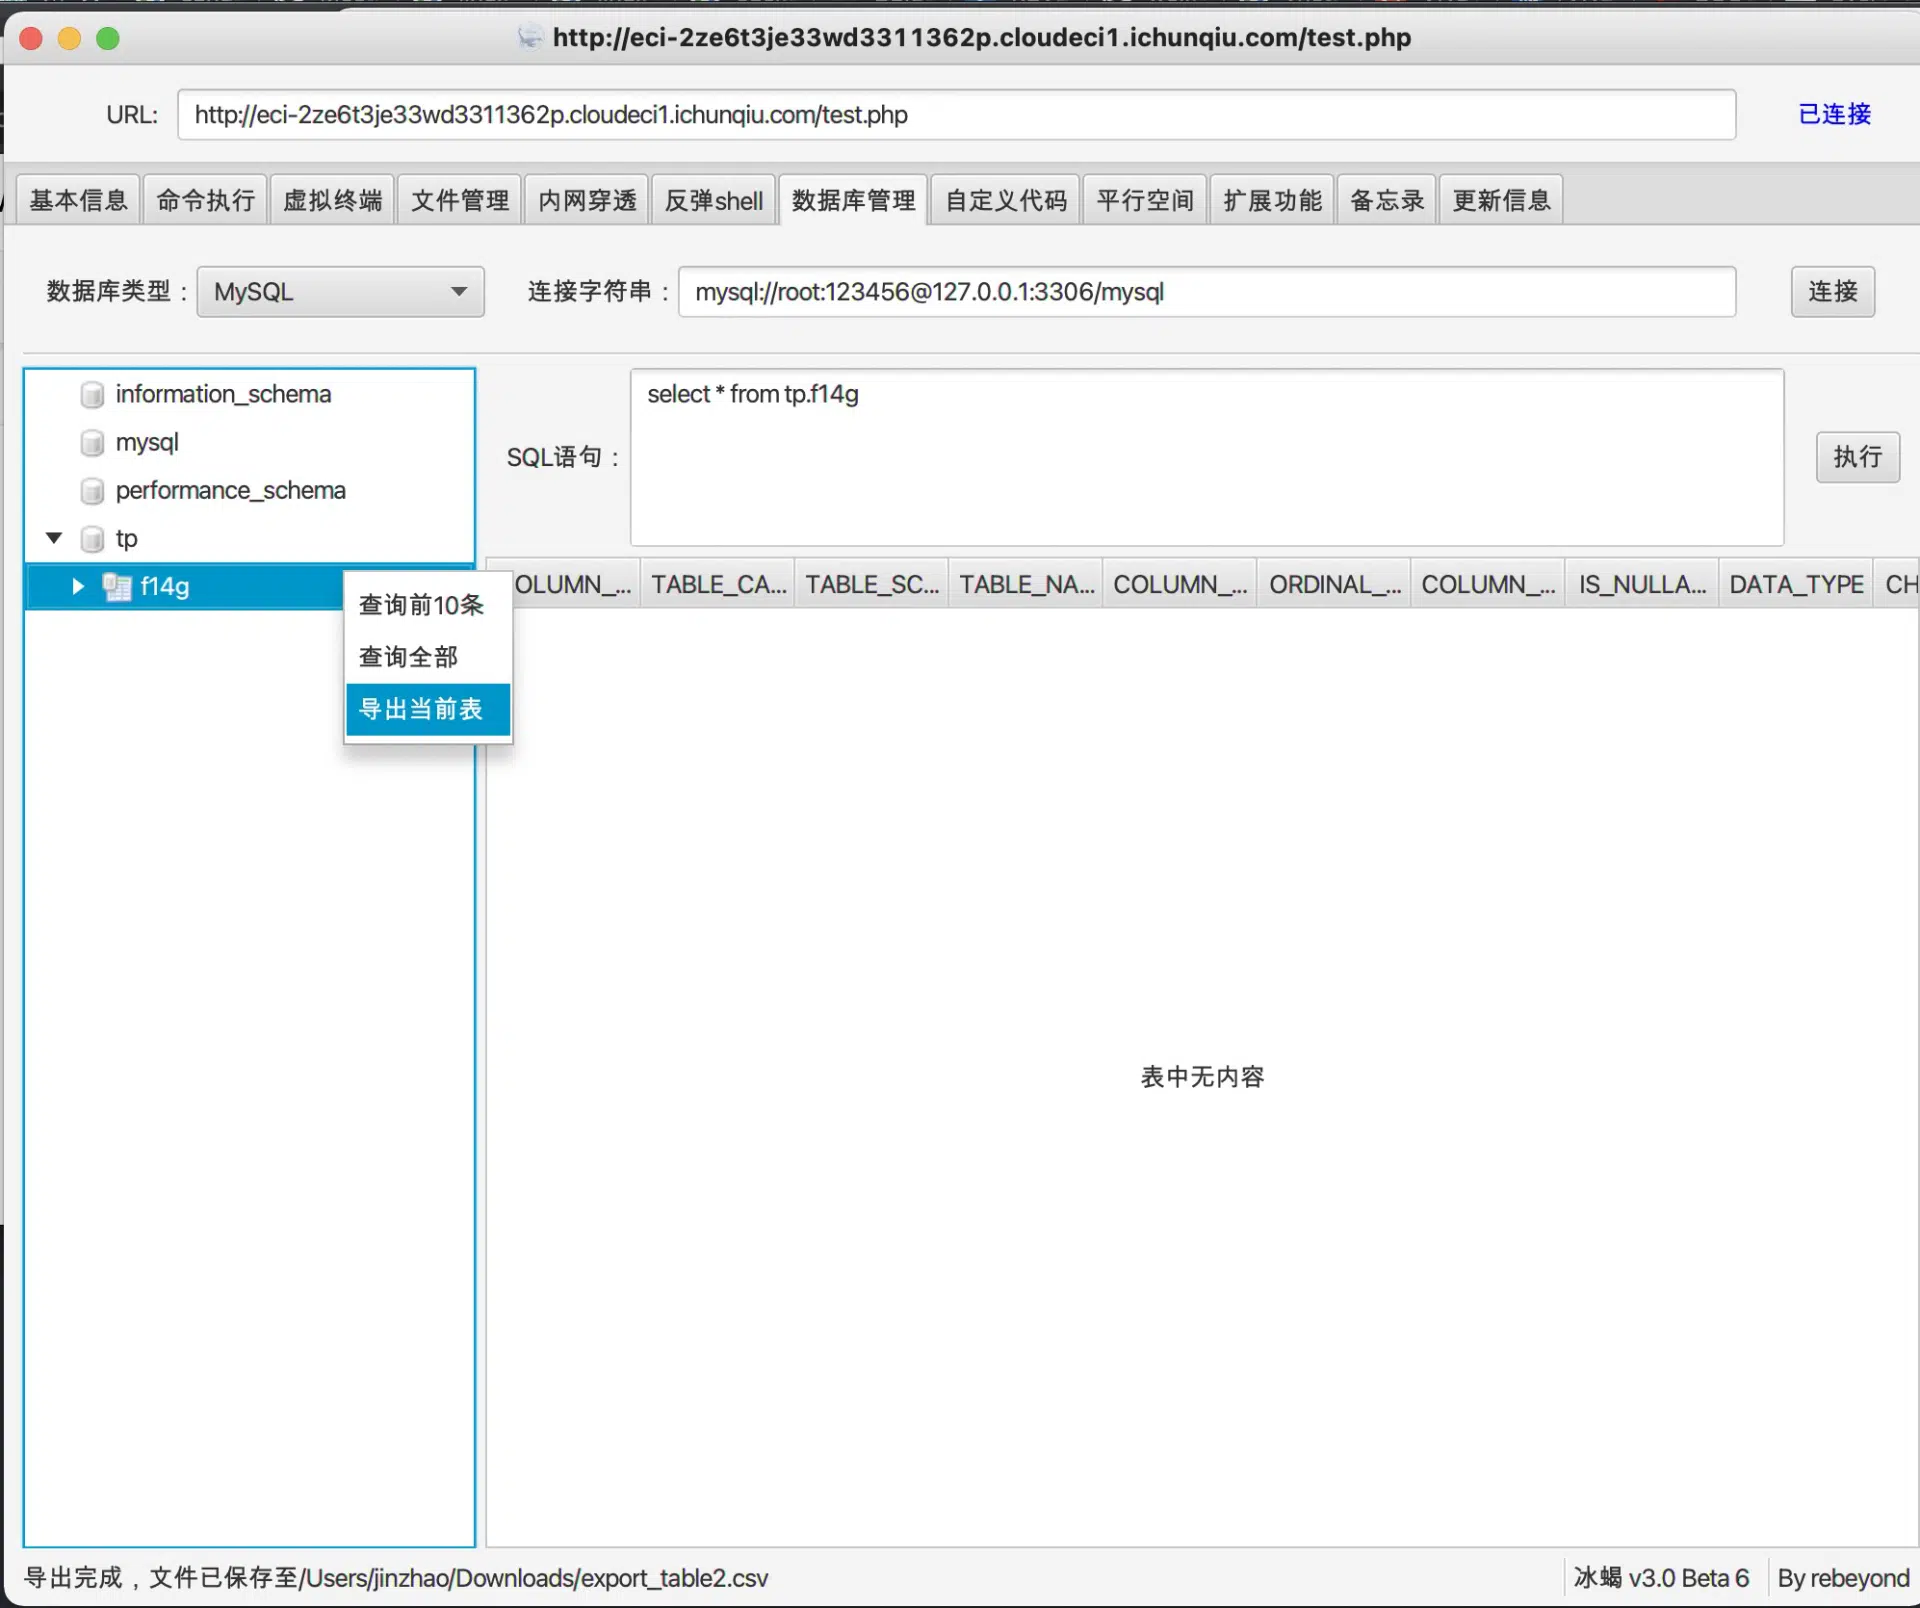 http://eci-2ze6t3je33wd3311362p.cloudeci1.ichunqiu.com/test.php
URL: http://eci-2ze6t3je33wd3311362p.cloudeci1.ichunqiu.com/test.php 已连接
基本信息 命令执行 虚拟终端 文件管理 内网穿透 反弹shell 数据库管理 自定义代码 平行空间 扩展功能 备忘录 更新信息
数据库类型： MySQL 连接字符串： mysql://root:123456@127.0.0.1:3306/mysql 连接
information_schema
mysql
performance_schema
tp
f14g
SQL语句： select * from tp.f14g 执行
查询前10条
查询全部
导出当前表
OLUMN_... TABLE_CA... TABLE_SC... TABLE_NA... COLUMN_... ORDINAL_... COLUMN_... IS_NULLA... DATA_TYPE CH
表中无内容
导出完成，文件已保存至/Users/jinzhao/Downloads/export_table2.csv 冰蝎 v3.0 Beta 6 By rebeyond